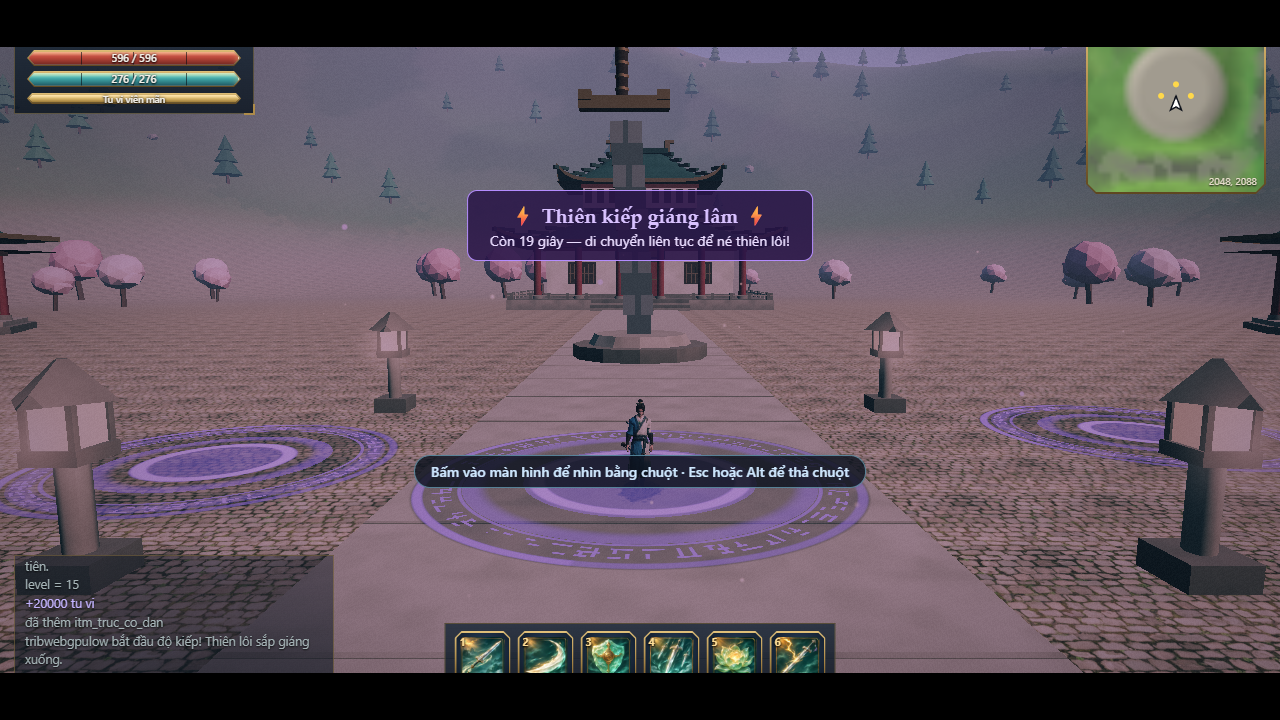 596 / 596
276 / 276
Tu vi viên mãn
2048, 2088
Thiên kiếp giáng lâm
Còn 19 giây — di chuyển liên tục để né thiên lôi!
Bấm vào màn hình để nhìn bằng chuột · Esc hoặc Alt để thả chuột
tiên.
level = 15
+20000 tu vi
đã thêm itm_truc_co_dan
tribwebgpulow bắt đầu độ kiếp! Thiên lôi sắp giáng
xuống.
1 2 3 4 5 6